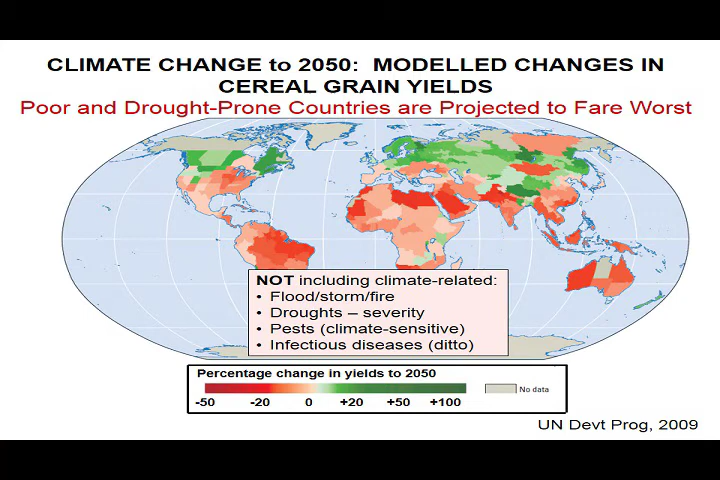 CLIMATE CHANGE to 2050:  MODELLED CHANGES IN
CEREAL GRAIN YIELDS
Poor and Drought-Prone Countries are Projected to Fare Worst
NOT including climate-related:
• Flood/storm/fire
• Droughts – severity
• Pests (climate-sensitive)
• Infectious diseases (ditto)
Percentage change in yields to 2050
-50 -20 0 +20 +50 +100
No data
UN Devt Prog, 2009